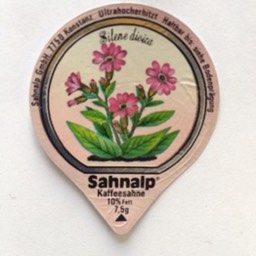 Sahnalp GmbH 7750 Konstanz Ultrahocherhitzt Haltbar bis siehe Bodenprägung
Silene dioica
Sahnalp®
Kaffeesahne
10% Fett
7,5g